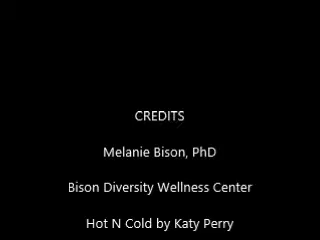 CREDITS
Melanie Bison, PhD
Bison Diversity Wellness Center
Hot N Cold by Katy Perry